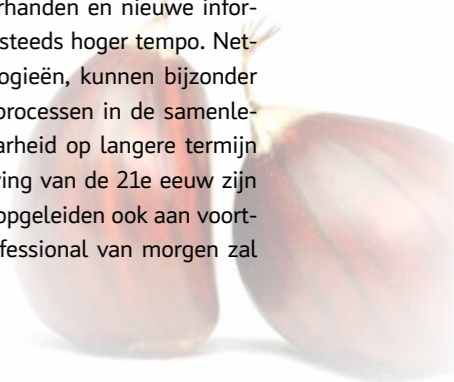 rhanden en nieuwe infor-
steeds hoger tempo. Net-
ogieën, kunnen bijzonder
processen in de samenle-
arheid op langere termijn
ving van de 21e eeuw zijn
opgeleiden ook aan voort-
fessional van morgen zal